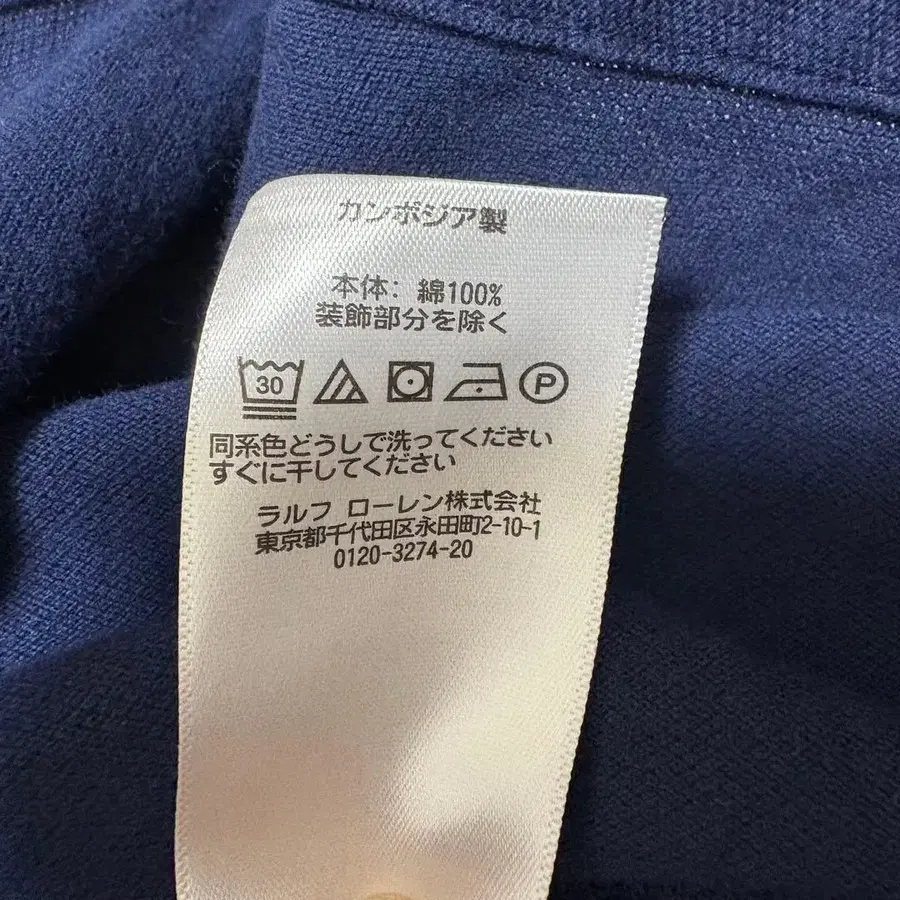 カンボジア製
本体: 綿100%
装飾部分を除く
30 P
同系色どうしで洗ってください
すぐに干してください
ラルフ ローレン株式会社
東京都千代田区永田町2-10-1
0120-3274-20